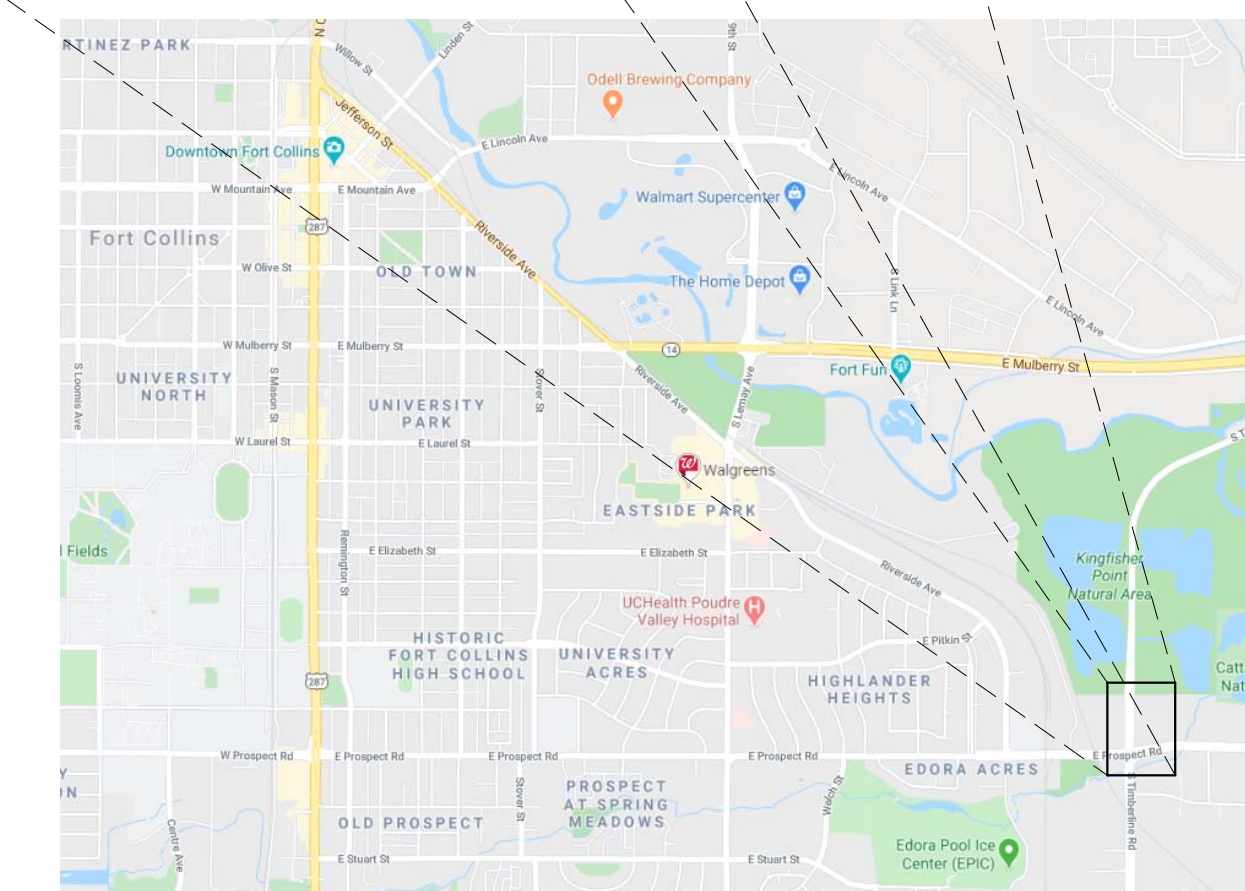 RTINEZ PARK
Willow St
Linden St
9th St
Odell Brewing Company
Jefferson St
E Lincoln Ave
Downtown Fort Collins
E Lincoln Ave
W Mountain Ave
E Mountain Ave
Walmart Supercenter
287
Fort Collins
Riverside Ave
W Olive St
OLD TOWN
The Home Depot
S Link Ln
E Lincoln Ave
W Mulberry St
E Mulberry St
14
E Mulberry St
Fort Fun
S Loomis Ave
UNIVERSITY
NORTH
S Mason St
Stover St
Riverside Ave
S Lemay Ave
UNIVERSITY
PARK
W Laurel St
E Laurel St
S T
Walgreens
EASTSIDE PARK
Remington St
l Fields
E Elizabeth St
E Elizabeth St
Riverside Ave
Kingfisher
Point
Natural Area
UCHealth Poudre
Valley Hospital
E Pitkin St
HISTORIC
FORT COLLINS
HIGH SCHOOL
UNIVERSITY
ACRES
HIGHLANDER
HEIGHTS
Catt
Nat
287
W Prospect Rd
E Prospect Rd
E Prospect Rd
E Prospect Rd
E Prospect Rd
EDORA ACRES
Y
ON
Stover St
PROSPECT
AT SPRING
MEADOWS
Welch St
S Timberline Rd
Centre Ave
OLD PROSPECT
E Stuart St
E Stuart St
Edora Pool Ice
Center (EPIC)